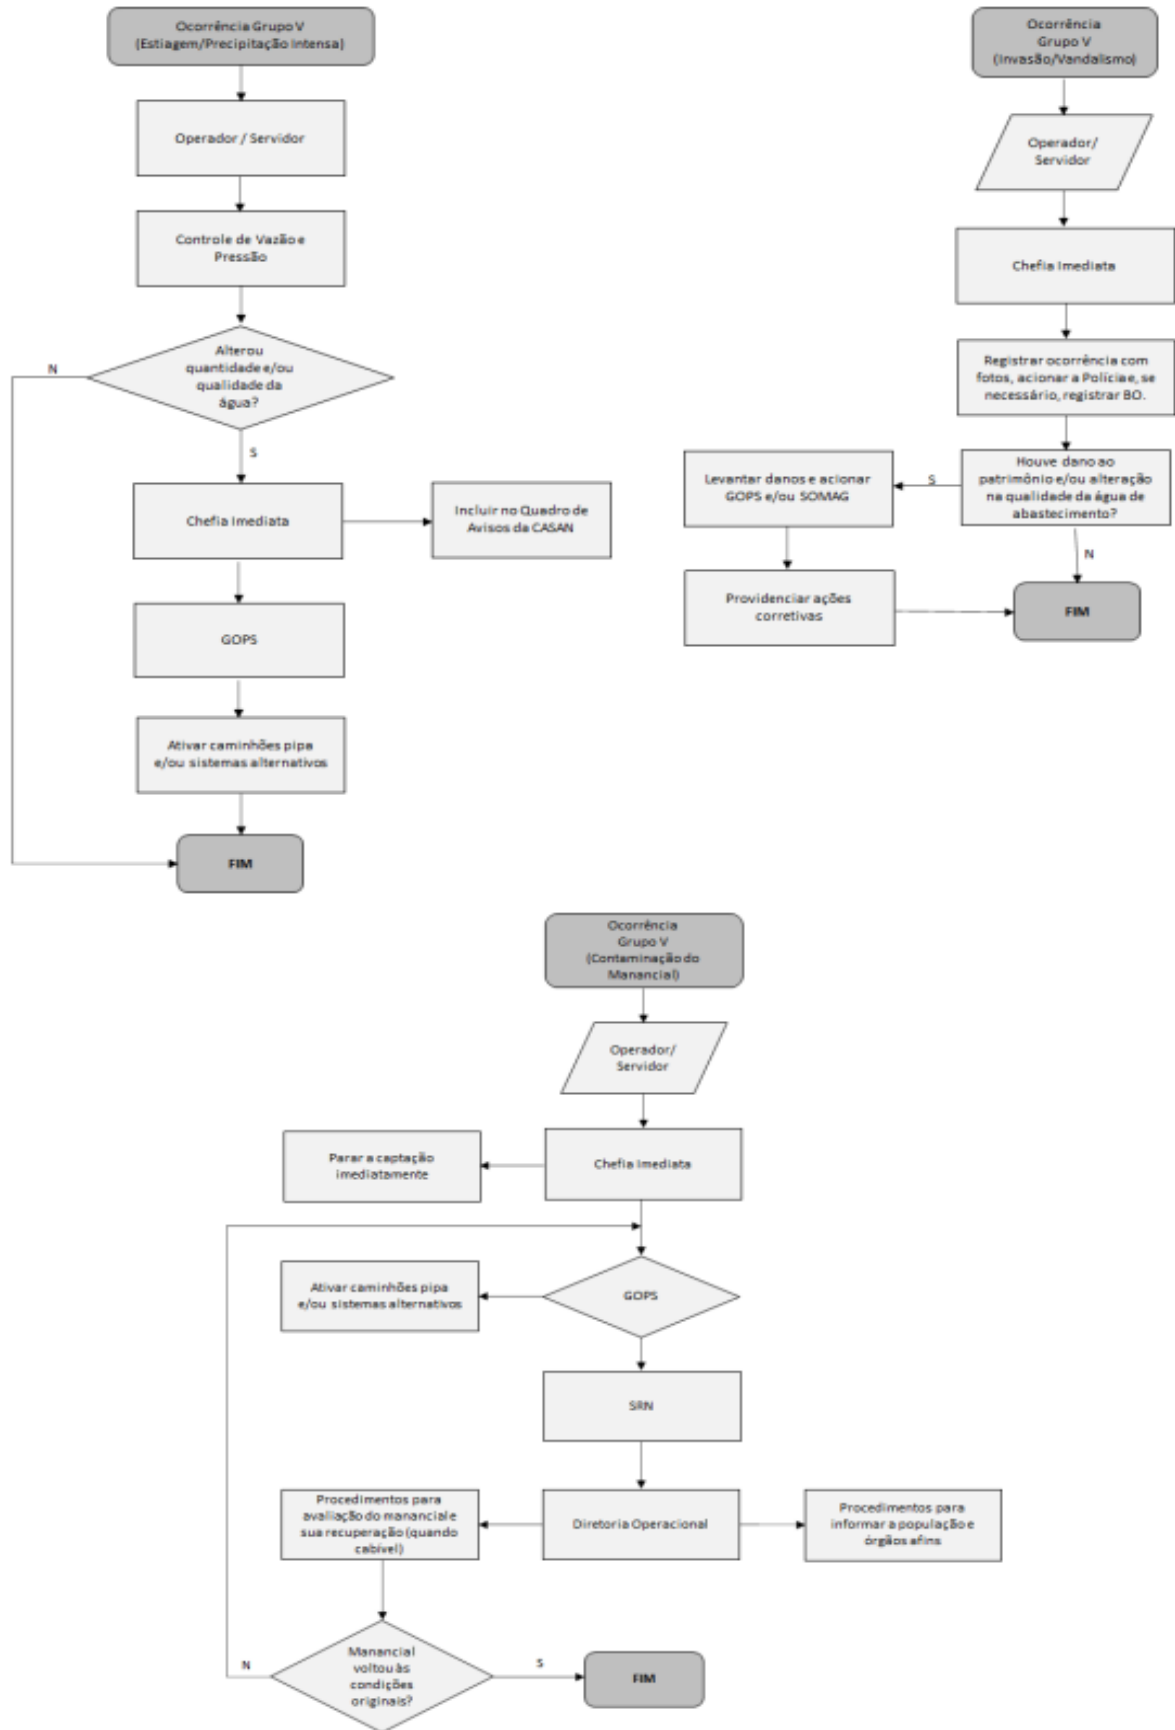 Ocorrência Grupo V
(Estiagem/Precipitação Intensa)
Operador / Servidor
Controle de Vazão e
Pressão
Alterou
quantidade e/ou
qualidade da
água?
N
S
Chefia Imediata
Incluir no Quadro de
Avisos da CASAN
GOPS
Ativar caminhões pipa
e/ou sistemas alternativos
FIM
Ocorrência
Grupo V
(Invasão/Vandalismo)
Operador/
Servidor
Chefia Imediata
Registrar ocorrência com
fotos, acionar a Polícia e, se
necessário, registrar BO.
Houve dano ao
patrimônio e/ou alteração
na qualidade da água de
abastecimento?
S
N
Levantar danos e acionar
GOPS e/ou SOMAG
Providenciar ações
corretivas
FIM
Ocorrência
Grupo V
(Contaminação do
Manancial)
Operador/
Servidor
Chefia Imediata
Parar a captação
imediatamente
GOPS
Ativar caminhões pipa
e/ou sistemas alternativos
SRN
Diretoria Operacional
Procedimentos para
avaliação do manancial e
sua recuperação (quando
cabível)
Procedimentos para
informar a população e
órgãos afins
Manancial
voltou às
condições
originais?
N
S
FIM